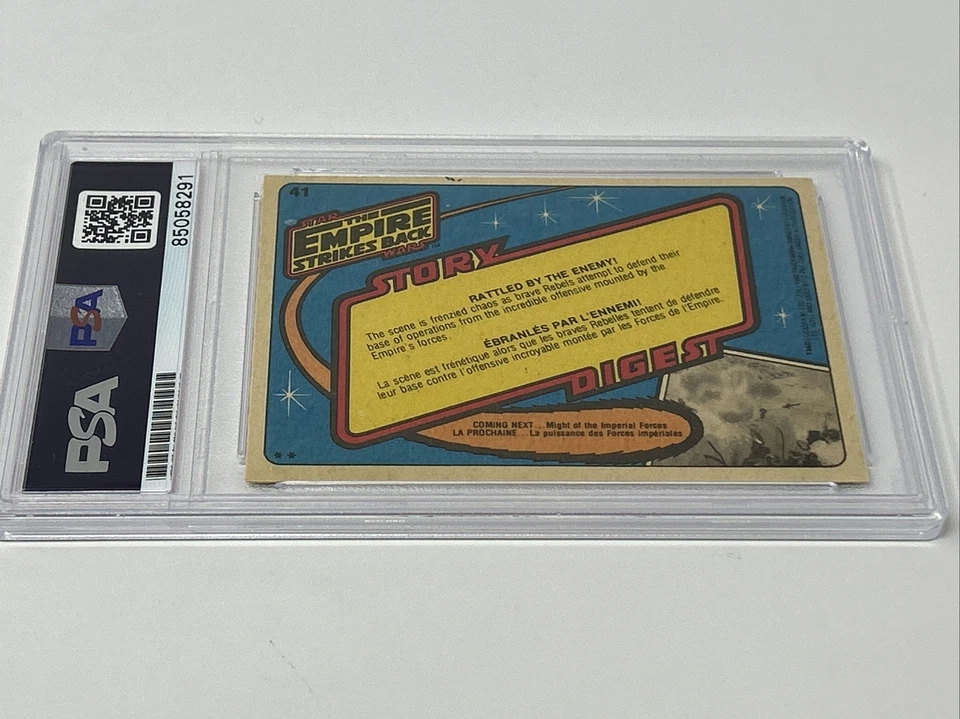 85058291
PSA
PSA
41
STAR
THE
EMPIRE
STRIKES BACK
WARS™
STORY
RATTLED BY THE ENEMY!
The scene is frenzied chaos as brave Rebels attempt to defend their
base of operations from the incredible offensive mounted by the
Empire's forces.
ÉBRANLÉS PAR L'ENNEMI!
La scène est frénétique alors que les braves Rebelles tentent de défendre
leur base contre l'offensive incroyable montée par les Forces de l'Empire.
DIGEST
COMING NEXT...Might of the Imperial Forces
LA PROCHAINE...La puissance des Forces impériales
**